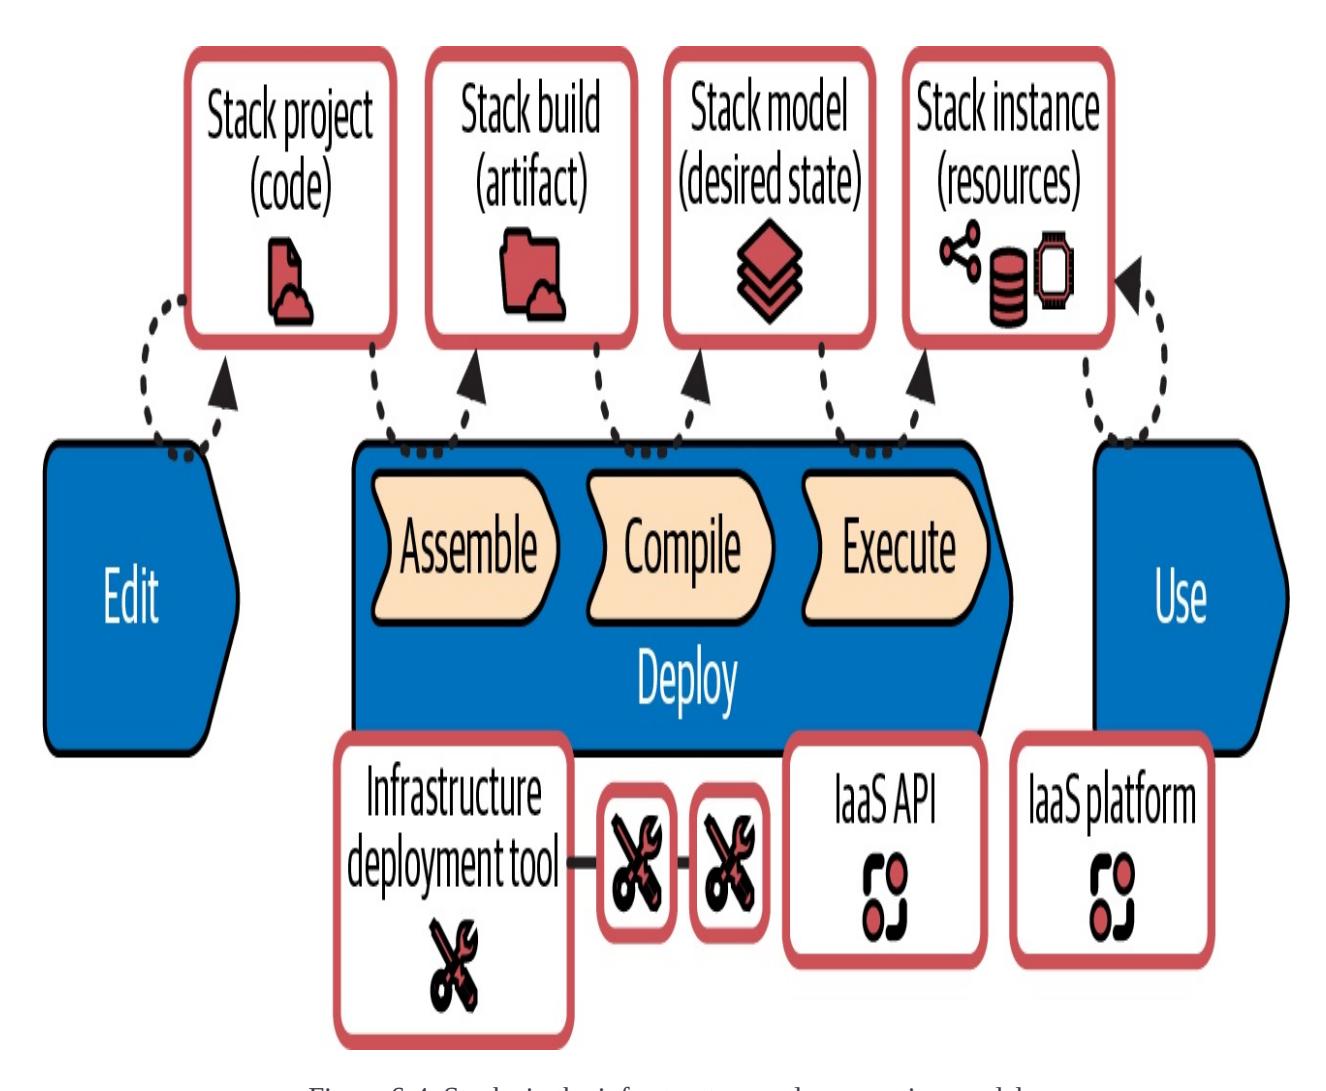 Stack project
(code)
Stack build
(artifact)
Stack model
(desired state)
Stack instance
(resources)
Edit
Assemble
Compile
Execute
Deploy
Use
Infrastructure
deployment tool
IaaS API
IaaS platform